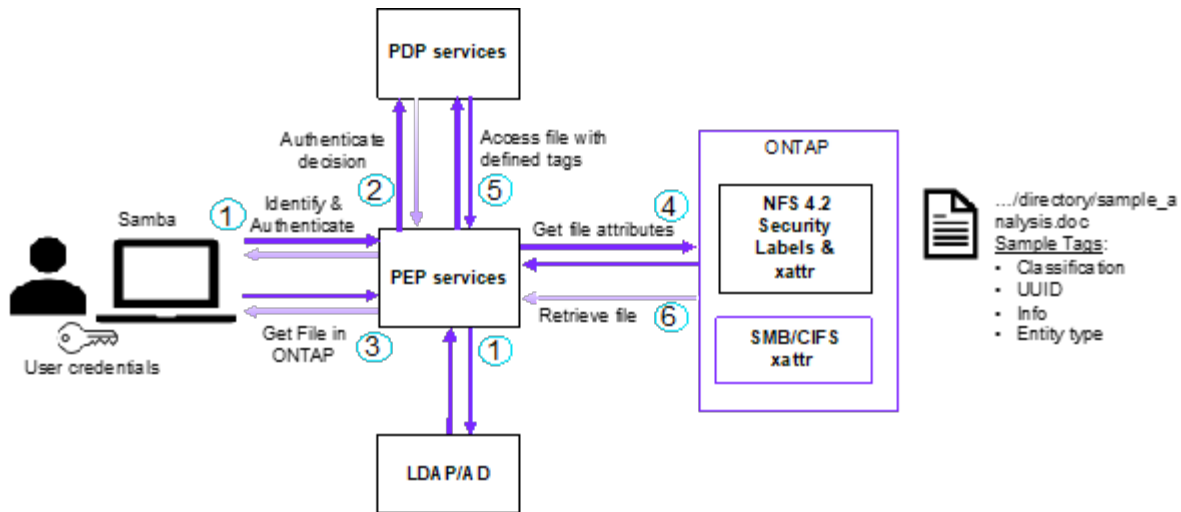 PDP services
Authenticate
decision
2
Access file with
defined tags
5
Samba
1
Identify &
Authenticate
PEP services
Get File in
ONTAP
3
User credentials
1
LDAP/AD
4
Get file attributes
Retrieve file
6
ONTAP
NFS 4.2
Security
Labels &
xattr
SMB/CIFS
xattr
…/directory/sample_a
nalysis.doc
Sample Tags:
• Classification
• UUID
• Info
• Entity type